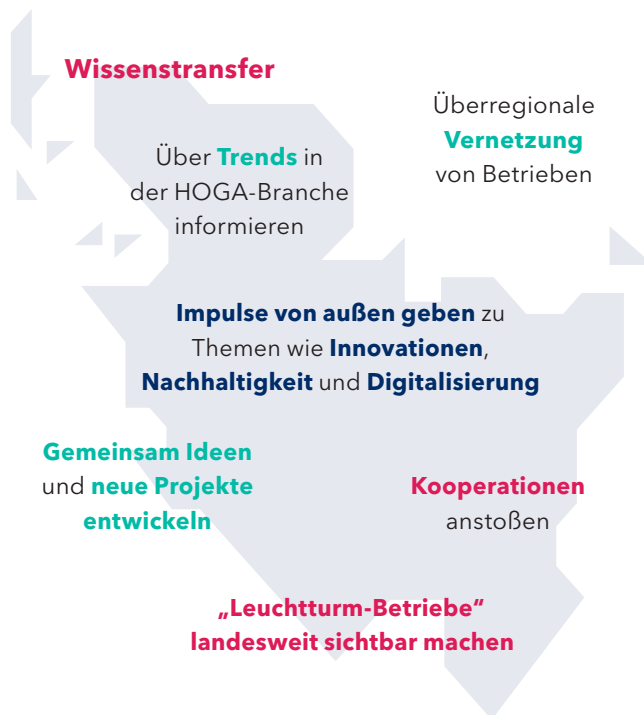 Wissenstransfer
Überregionale
Vernetzung
von Betrieben
Über Trends in
der HOGA-Branche
informieren
Impulse von außen geben zu
Themen wie Innovationen,
Nachhaltigkeit und Digitalisierung
Gemeinsam Ideen
und neue Projekte
entwickeln
Kooperationen
anstoßen
„Leuchtturm-Betriebe“
landesweit sichtbar machen